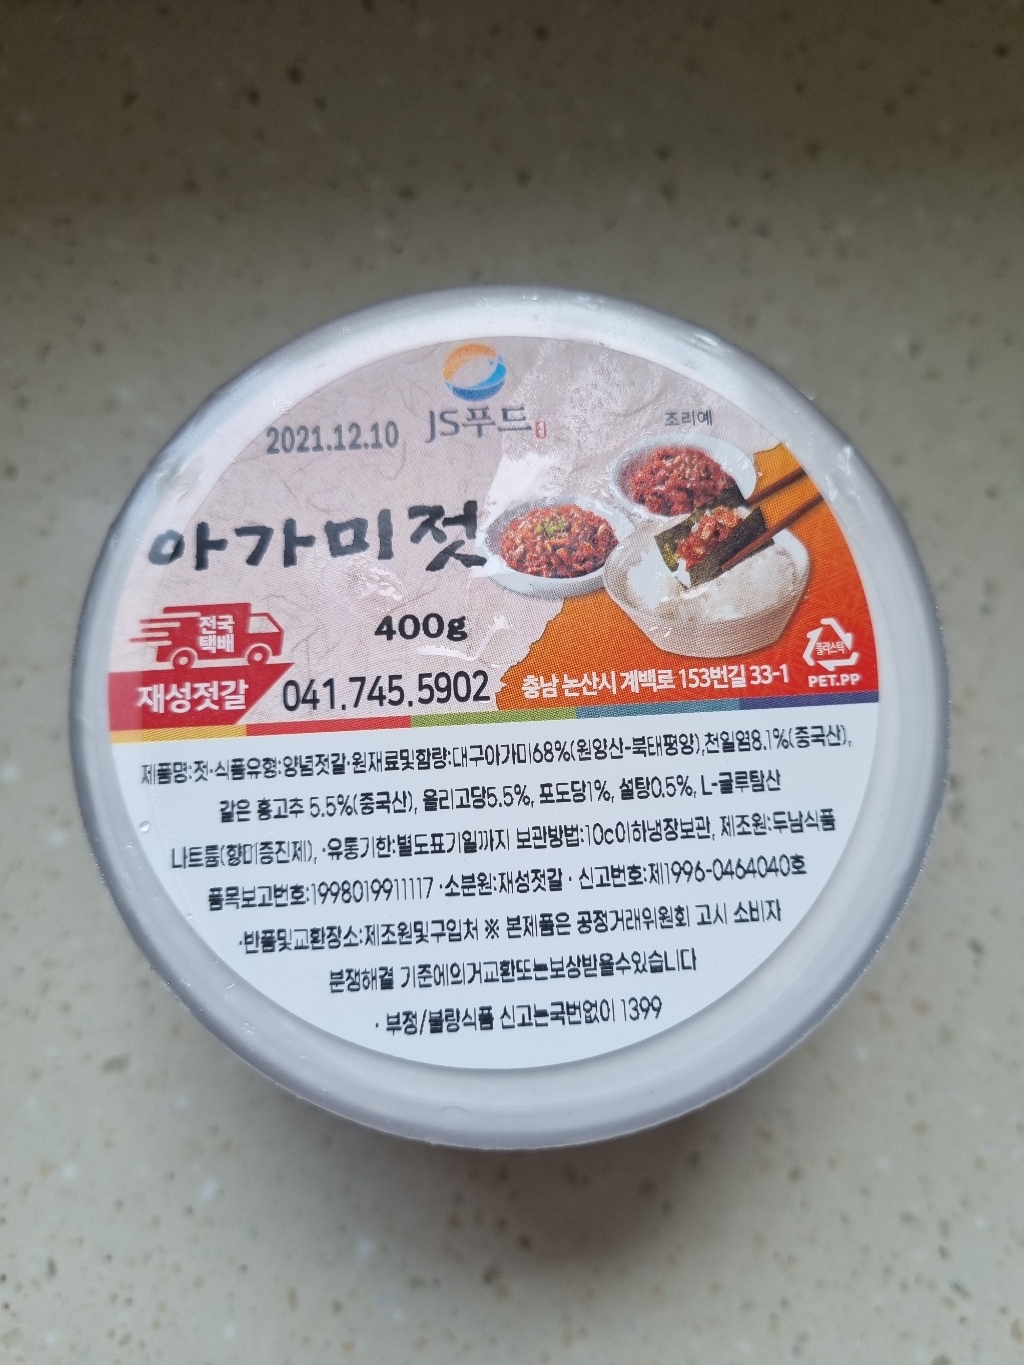 JS푸드
2021.12.10
조리예
아가미젓
전국
택배
400g
재성젓갈
041.745.5902
충남 논산시 계백로 153번길 33-1
플라스틱
PET.PP
제품명:젓·식품유형:양념젓갈·원재료및함량:대구아가미68%(원양산-북태평양),천일염8.1%(중국산),
같은 홍고추 5.5%(중국산), 올리고당5.5%, 포도당1%, 설탕0.5%, L-글루탐산
나트륨(향미증진제), ·유통기한:별도표기일까지 보관방법:10c이하냉장보관, 제조원:두남식품
품목보고번호:1998019911117 ·소분원:재성젓갈 · 신고번호:제1996-0464040호
·반품및교환장소:제조원및구입처 ※ 본제품은 공정거래위원회 고시 소비자
분쟁해결 기준에의거교환또는보상받을수있습니다
· 부정/불량식품 신고는국번없이 1399